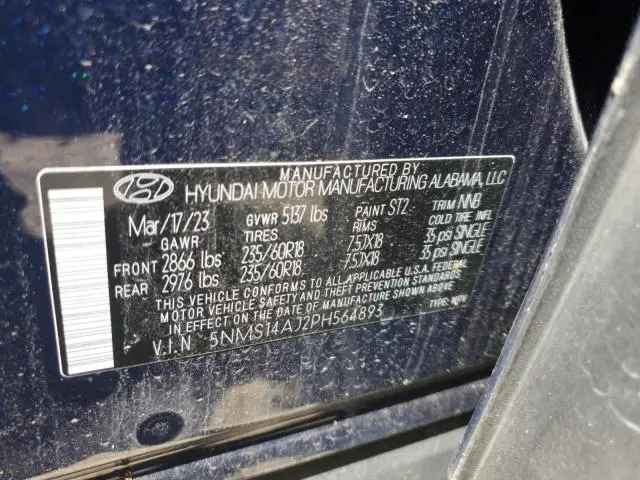 MANUFACTURED BY
HYUNDAI MOTOR MANUFACTURING ALABAMA, LLC
Mar/17/23 GVWR 5137 lbs PAINT ST2 TRIM NNB
GAWR TIRES RIMS COLD TIRE INFL
FRONT 2866 lbs 235/60R18 7.5JX18 35 psi SINGLE
REAR 2976 lbs 235/60R18 7.5JX18 35 psi SINGLE
THIS VEHICLE CONFORMS TO ALL APPLICABLE U.S.A. FEDERAL
MOTOR VEHICLE SAFETY AND THEFT PREVENTION STANDARDS
IN EFFECT ON THE DATE OF MANUFACTURE SHOWN ABOVE
V.I.N 5NMS14AJ2PH564893 TYPE: MPV